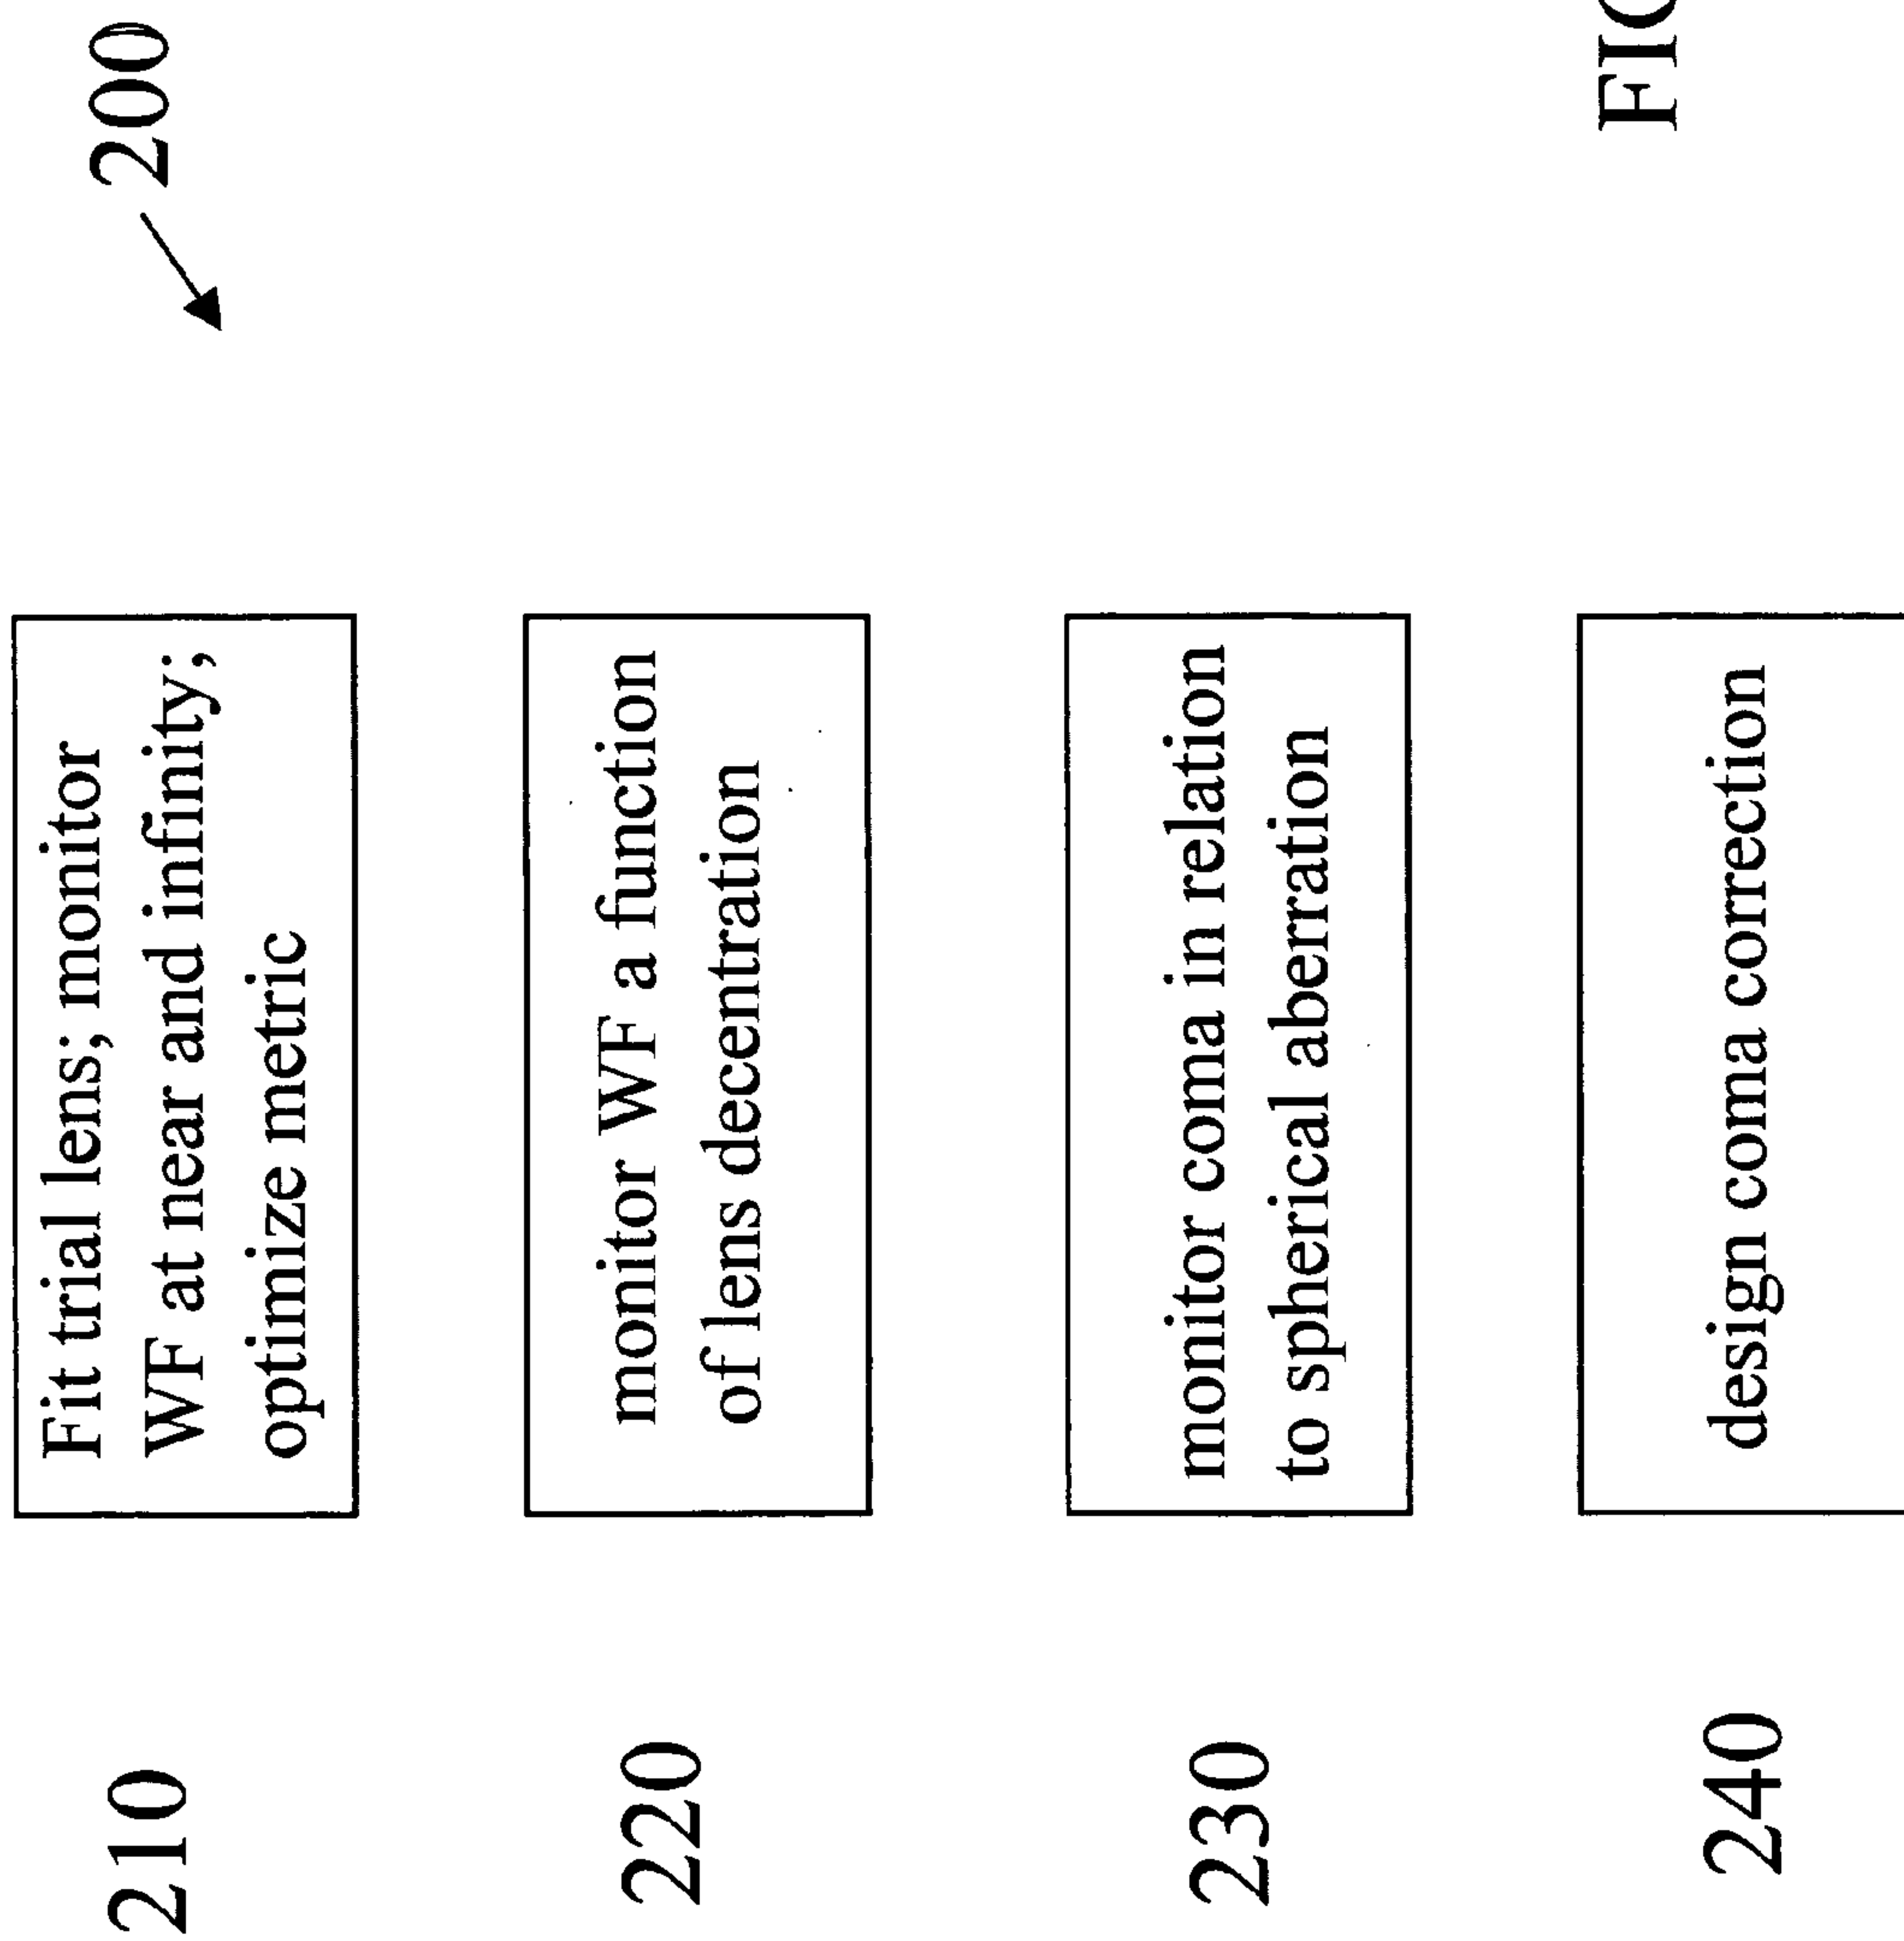 200
210
Fit trial lens; monitor
WF at near and infinity;
optimize metric
220
monitor WF a function
of lens decentration
230
monitor coma in relation
to spherical aberration
240
design coma correction